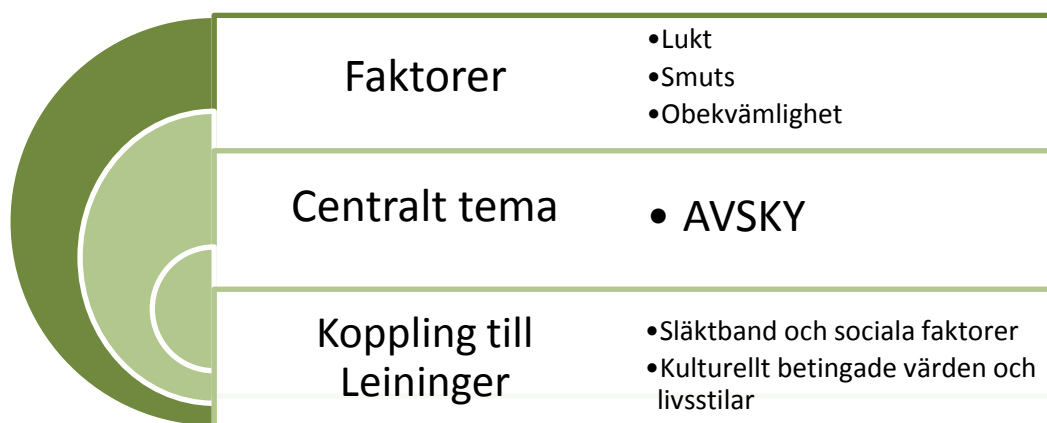 Faktorer
•Lukt
•Smuts
•Obekvämlighet
Centralt tema
• AVSKY
Koppling till
Leininger
•Släktband och sociala faktorer
•Kulturellt betingade värden och
livsstilar